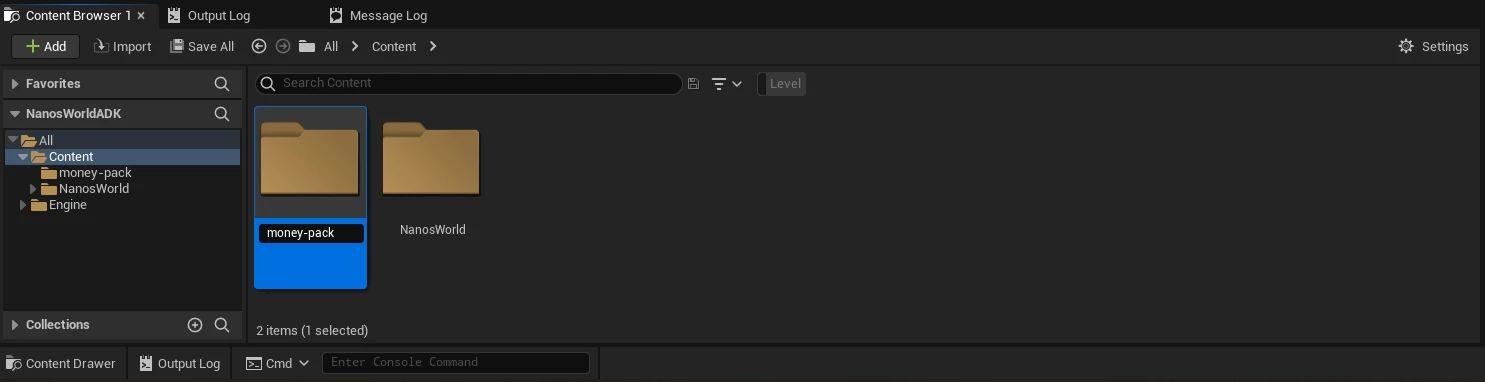 Content Browser 1 Output Log Message Log
Add Import Save All All Content Settings
Favorites
Search Content Level
NanosWorldADK
All
Content
money-pack
NanosWorld
Engine
money-pack NanosWorld
Collections
2 items (1 selected)
Content Drawer Output Log Cmd Enter Console Command